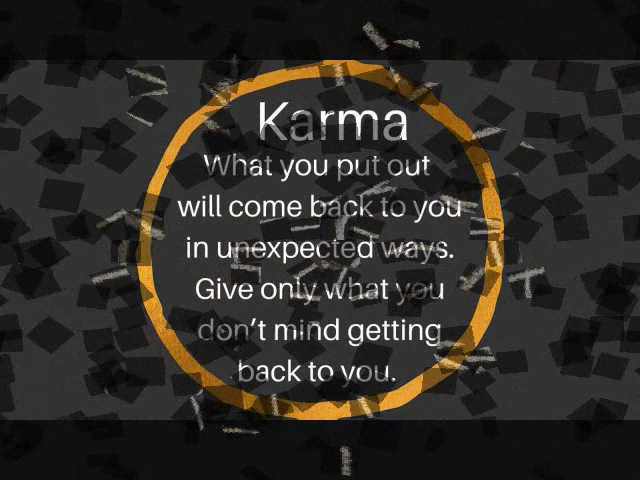 Karma
What you put out
will come back to you
in unexpected ways.
Give only what you
don't mind getting
back to you.